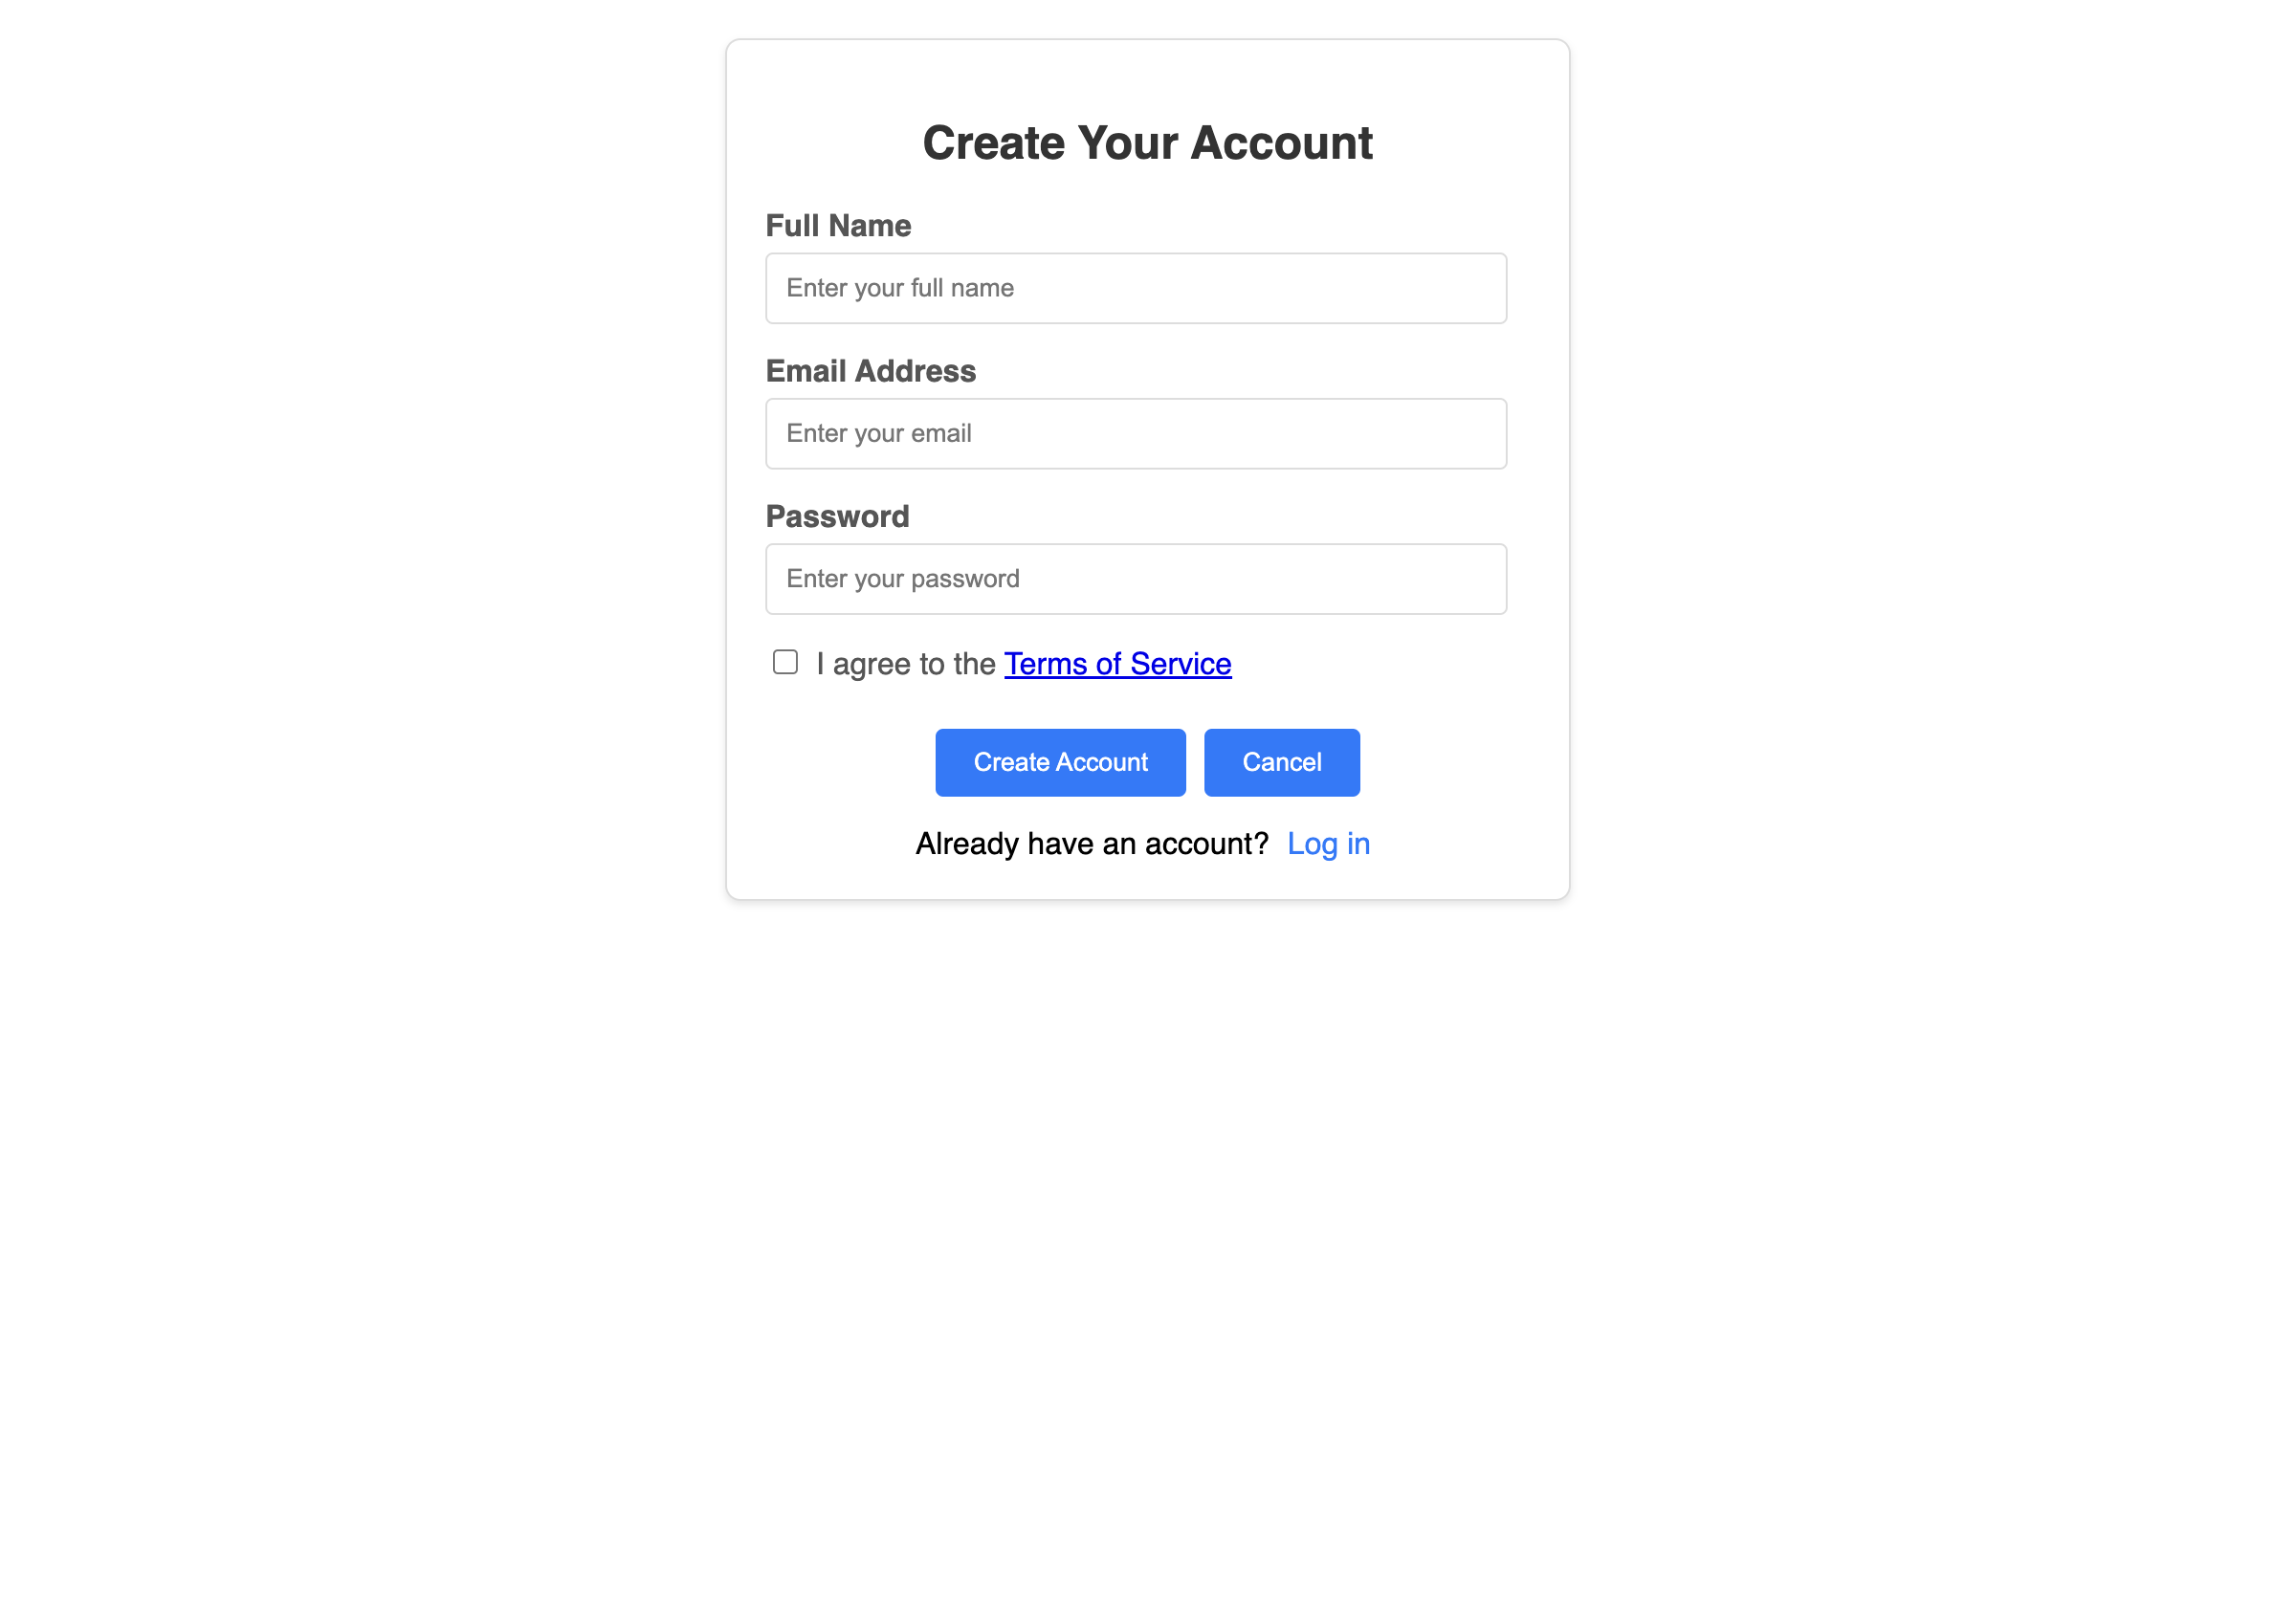 Create Your Account
Full Name
Enter your full name
Email Address
Enter your email
Password
Enter your password
I agree to the Terms of Service
Create Account Cancel
Already have an account? Log in